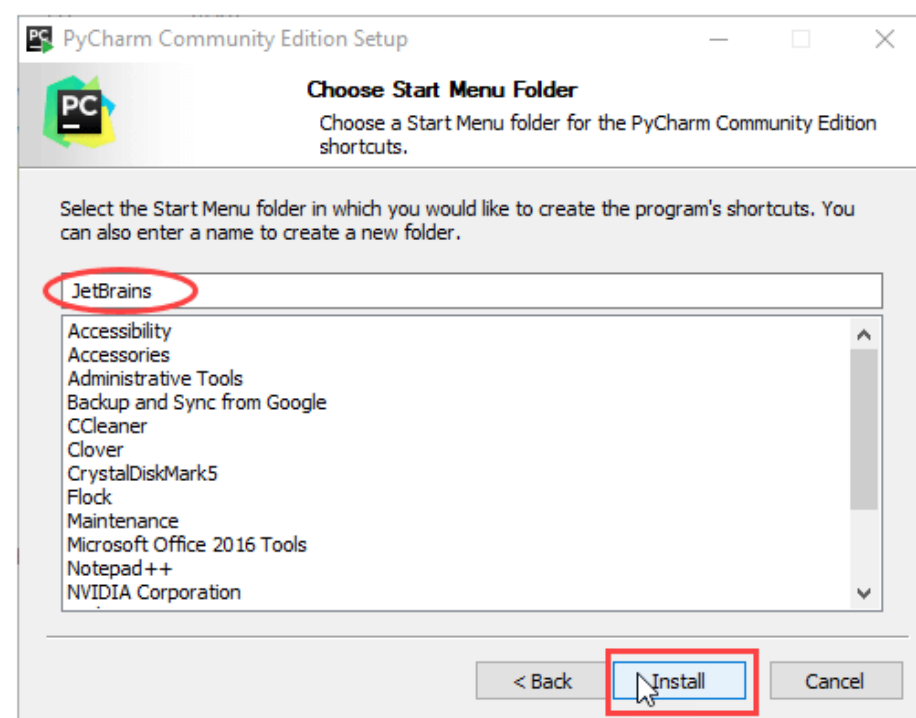 PC PyCharm Community Edition Setup
PC
Choose Start Menu Folder
Choose a Start Menu folder for the PyCharm Community Edition
shortcuts.
Select the Start Menu folder in which you would like to create the program's shortcuts. You
can also enter a name to create a new folder.
JetBrains
Accessibility
Accessories
Administrative Tools
Backup and Sync from Google
CCleaner
Clover
CrystalDiskMark5
Flock
Maintenance
Microsoft Office 2016 Tools
Notepad++
NVIDIA Corporation
< Back Install Cancel